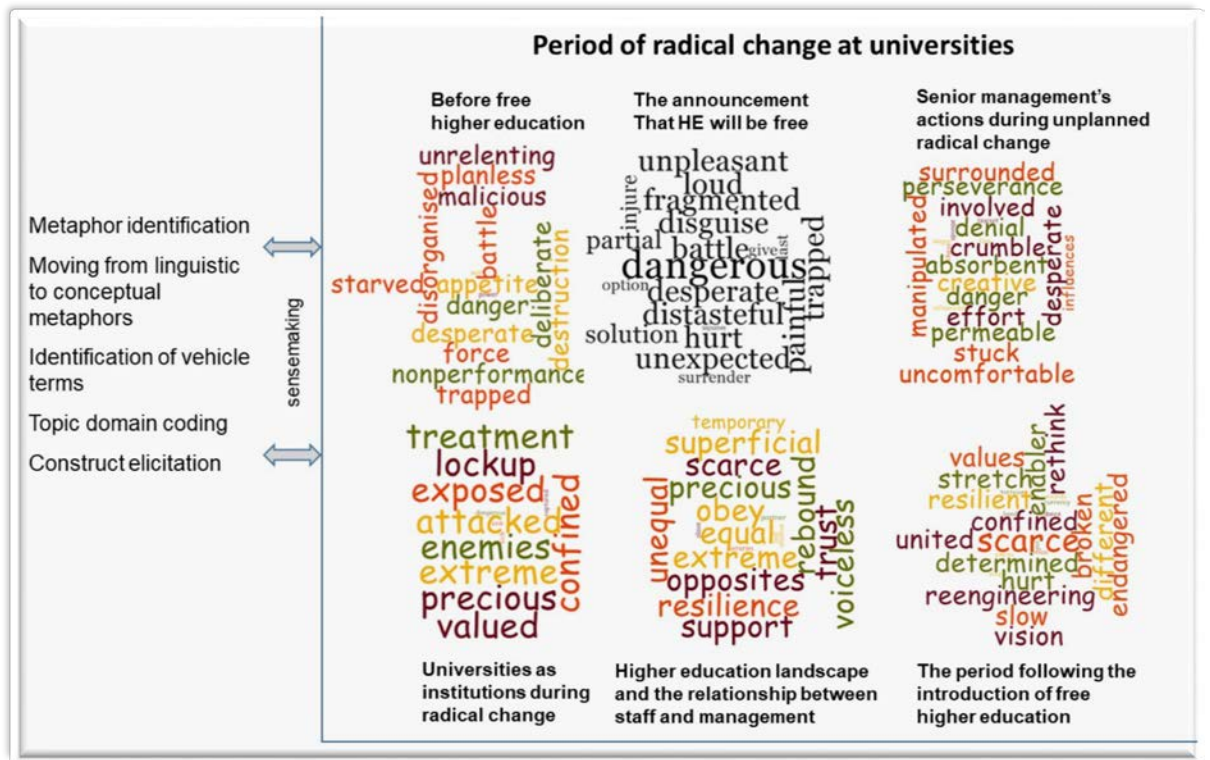 Period of radical change at universities
Metaphor identification
Moving from linguistic
to conceptual
metaphors
Identification of vehicle
terms
Topic domain coding
Construct elicitation
sensemaking
Before free
higher education
unrelenting
planless
malicious
disorganised
battle
starved
appetite
deliberate
destruction
danger
desperate
force
nonperformance
trapped
The announcement
That HE will be free
unpleasant
loud
injure
fragmented
disguise
partial
battle
give
dangerous
option
desperate
trapped
distasteful
painful
solution
hurt
unexpected
surrender
Senior management's
actions during unplanned
radical change
surrounded
perseverance
involved
denial
manipulated
crumble
desperate
influences
absorbent
creative
danger
effort
permeable
stuck
uncomfortable
treatment
lockup
exposed
attacked
confined
enemies
extreme
precious
valued
Universities as
institutions during
radical change
temporary
superficial
scarce
precious
rebound
unequal
obey
equal
trust
voiceless
extreme
opposites
resilience
support
Higher education landscape
and the relationship between
staff and management
rethink
enabler
values
stretch
resilient
confined
united
scarce
broken
different
endangered
determined
hurt
reengineering
slow
vision
The period following the
introduction of free
higher education